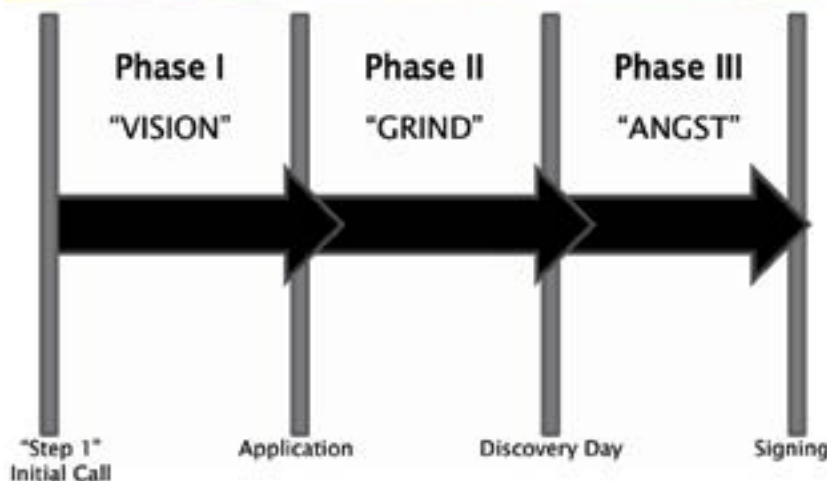 Phase I
“VISION”
Phase II
“GRIND”
Phase III
“ANGST”
“Step 1”
Initial Call
Application
Discovery Day
Signing